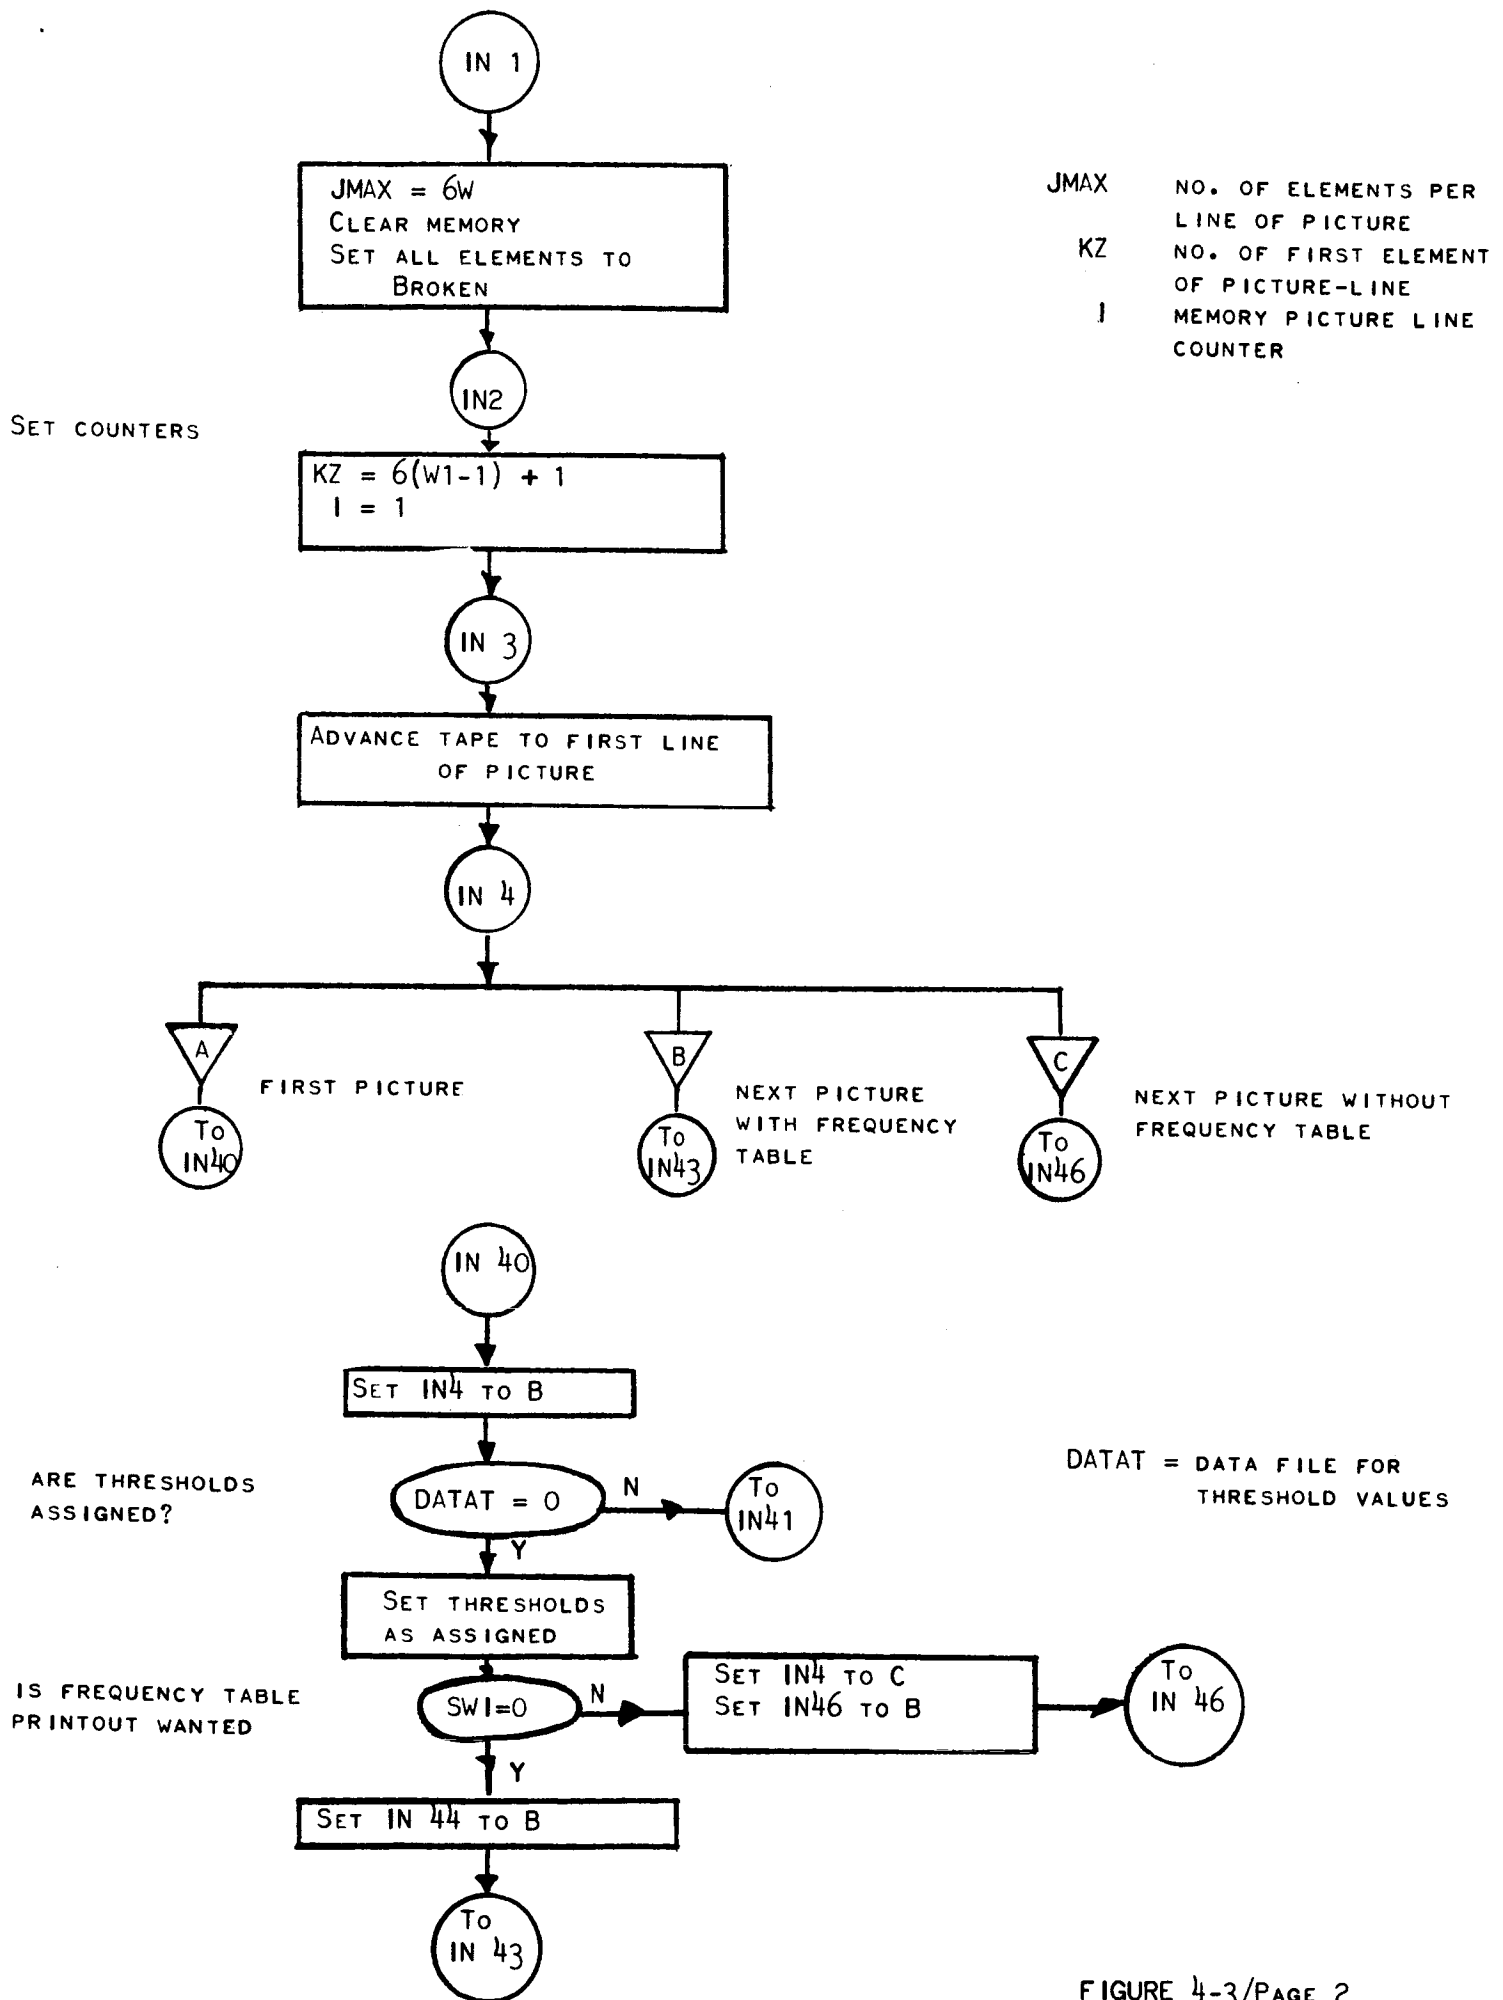 IN 1
JMAX = 6W
CLEAR MEMORY
SET ALL ELEMENTS TO
BROKEN
JMAX NO. OF ELEMENTS PER
LINE OF PICTURE
KZ NO. OF FIRST ELEMENT
OF PICTURE-LINE
I MEMORY PICTURE LINE
COUNTER
IN2
SET COUNTERS
KZ = 6(W1-1) + 1
I = 1
IN 3
ADVANCE TAPE TO FIRST LINE
OF PICTURE
IN 4
A
FIRST PICTURE
TO
IN40
B
NEXT PICTURE
WITH FREQUENCY
TABLE
TO
IN43
C
NEXT PICTURE WITHOUT
FREQUENCY TABLE
TO
IN46
IN 40
SET IN4 TO B
ARE THRESHOLDS
ASSIGNED?
DATAT = 0
N
TO
IN41
DATAT = DATA FILE FOR
THRESHOLD VALUES
Y
SET THRESHOLDS
AS ASSIGNED
IS FREQUENCY TABLE
PRINTOUT WANTED
SW1=0
N
SET IN4 TO C
SET IN46 TO B
TO
IN 46
Y
SET IN 44 TO B
TO
IN 43
FIGURE 4-3/PAGE 2